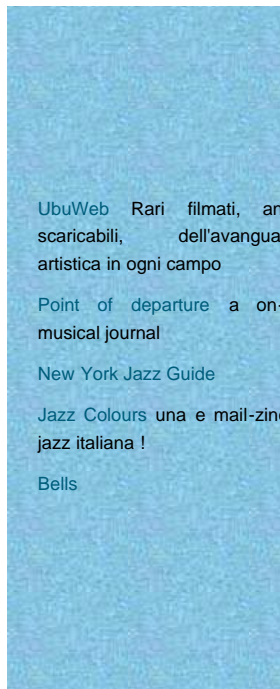 UbuWeb Rari filmati, an
scaricabili, dell'avangua
artistica in ogni campo
Point of departure a on-
musical journal
New York Jazz Guide
Jazz Colours una e mail-zine
jazz italiana !
Bells